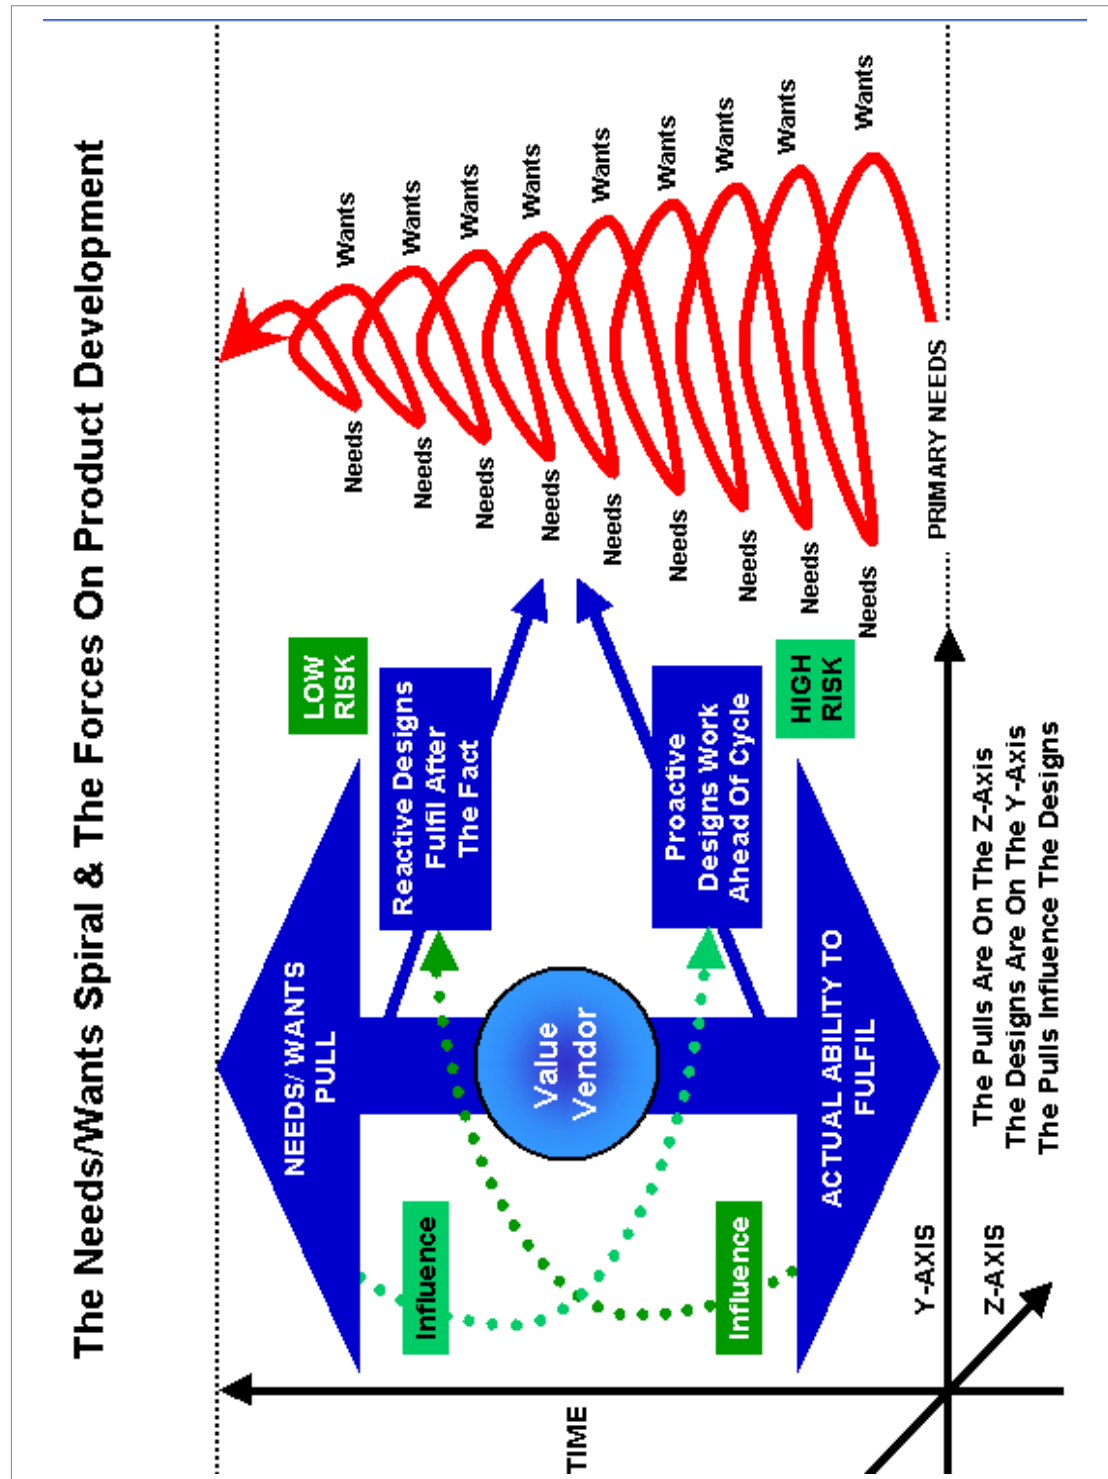 The Needs/Wants Spiral & The Forces On Product Development
NEEDS/ WANTS
PULL
LOW
RISK
Reactive Designs
Fulfil After
The Fact
Influence
Value
Vendor
Influence
Proactive
Designs Work
Ahead Of Cycle
HIGH
RISK
ACTUAL ABILITY TO
FULFIL
Wants
Wants
Wants
Wants
Wants
Wants
Wants
Wants
Wants
Needs
Needs
Needs
Needs
Needs
Needs
Needs
Needs
Needs
PRIMARY NEEDS
TIME
Y-AXIS
Z-AXIS
The Pulls Are On The Z-Axis
The Designs Are On The Y-Axis
The Pulls Influence The Designs